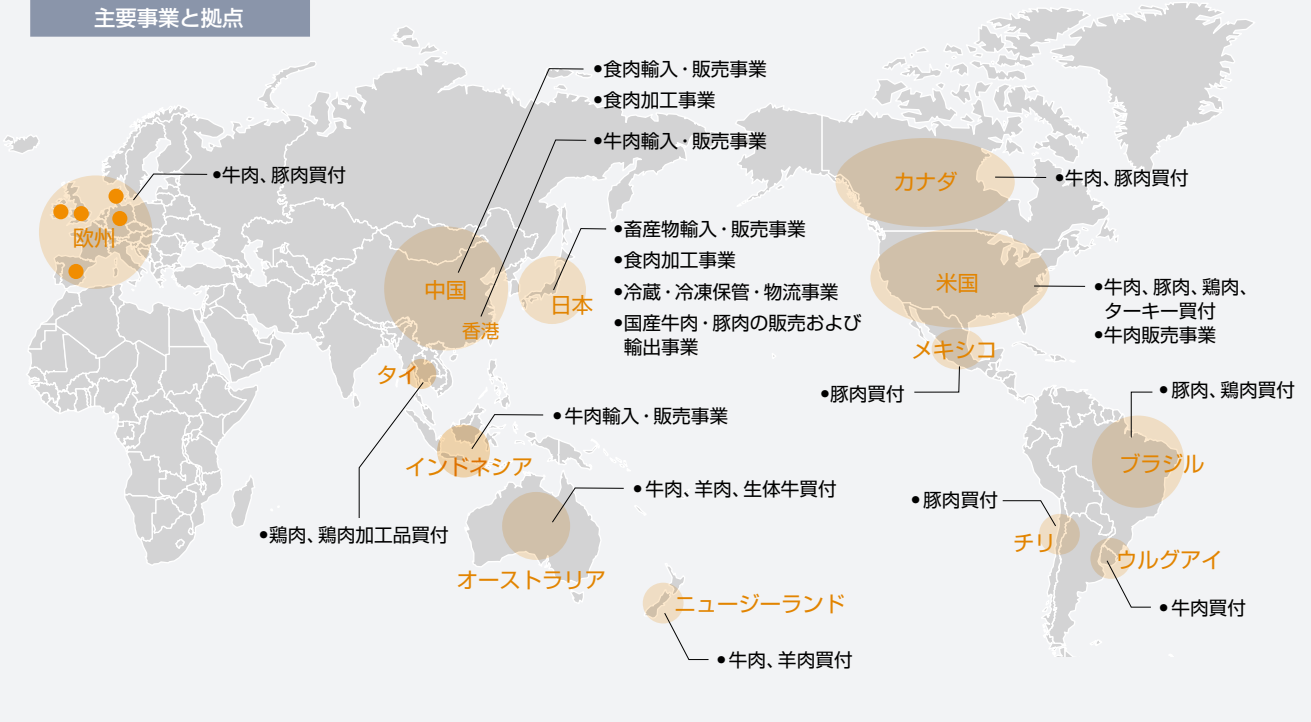 主要事業と拠点
●食肉輸入・販売事業
●食肉加工事業
●牛肉輸入・販売事業
●牛肉、豚肉買付
欧州
中国
香港
日本
●畜産物輸入・販売事業
●食肉加工事業
●冷蔵・冷凍保管・物流事業
●国産牛肉・豚肉の販売および
輸出事業
カナダ
●牛肉、豚肉買付
米国
●牛肉、豚肉、鶏肉、
ターキー買付
●牛肉販売事業
メキシコ
●豚肉買付
タイ
●鶏肉、鶏肉加工品買付
●牛肉輸入・販売事業
インドネシア
●牛肉、羊肉、生体牛買付
オーストラリア
ニュージーランド
●牛肉、羊肉買付
●豚肉、鶏肉買付
ブラジル
●豚肉買付
チリ
ウルグアイ
●牛肉買付